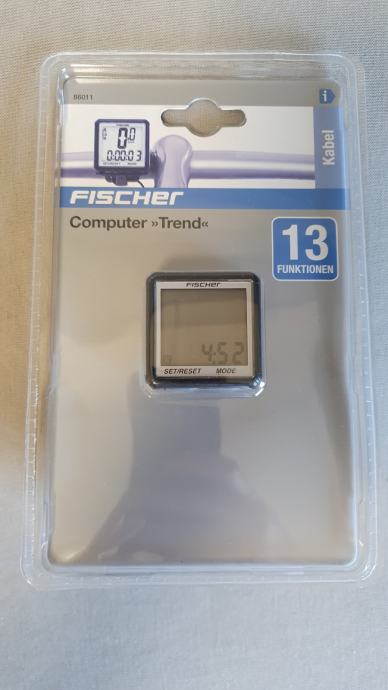 86011
i
Kabel
FISCHER
Computer »Trend«
13
FUNKTIONEN
FISCHER
4:52
SET/RESET MODE